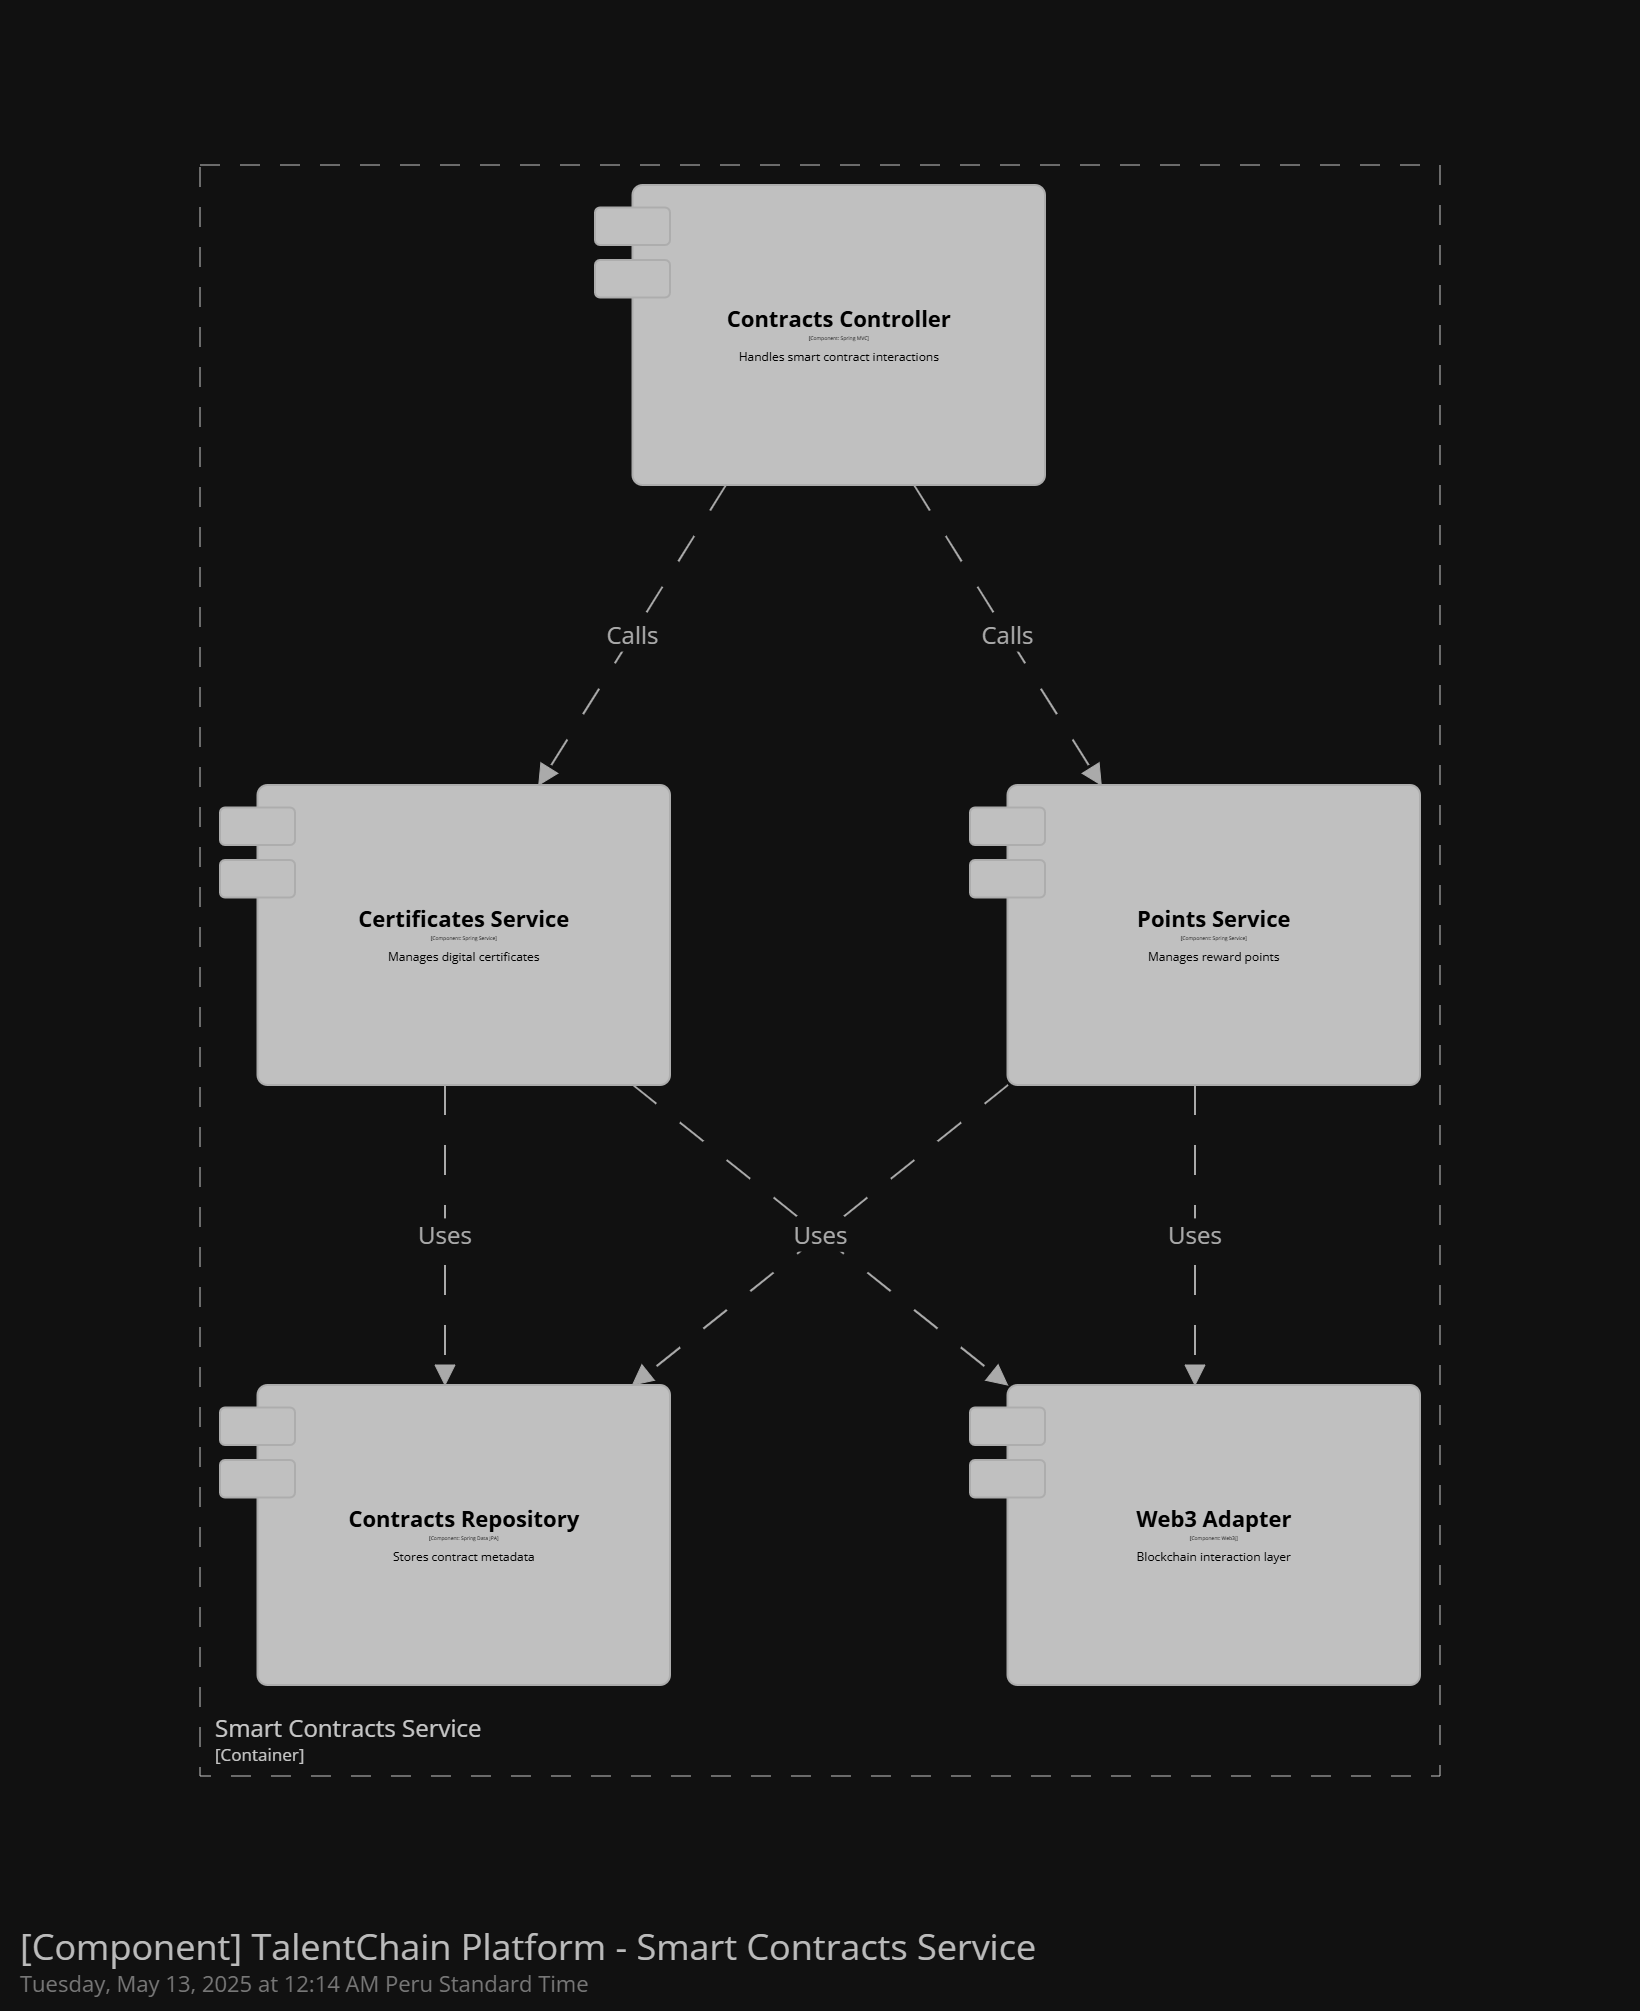 Contracts Controller
[Component: Spring MVC]
Handles smart contract interactions
Calls
Calls
Certificates Service
[Component: Spring Service]
Manages digital certificates
Points Service
[Component: Spring Service]
Manages reward points
Uses
Uses
Uses
Contracts Repository
[Component: Spring Data JPA]
Stores contract metadata
Web3 Adapter
[Component: Web3j]
Blockchain interaction layer
Smart Contracts Service
[Container]
[Component] TalentChain Platform - Smart Contracts Service
Tuesday, May 13, 2025 at 12:14 AM Peru Standard Time